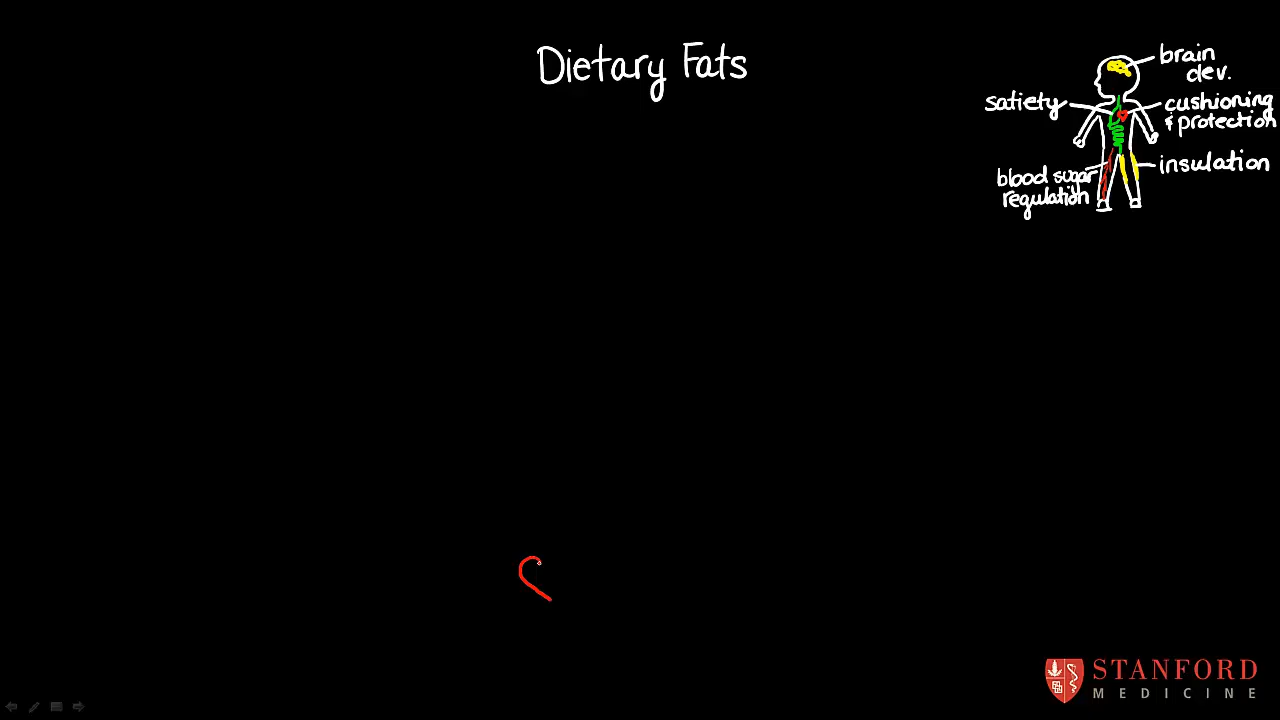 Dietary Fats
brain
dev.
satiety
cushioning
& protection
insulation
blood sugar
regulation
STANFORD
MEDICINE